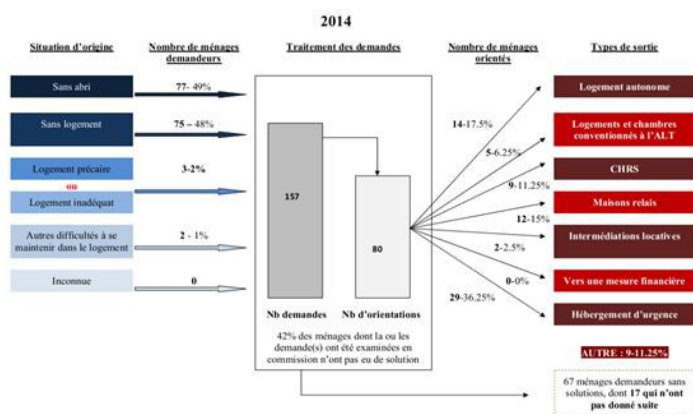 2014
Situation d'origine
Nombre de ménages
demandeurs
Traitement des demandes
Nombre de ménages
orientés
Types de sortie
Sans abri
77- 49%
Sans logement
75 – 48%
Logement précaire
ou
Logement inadéquat
3-2%
Autres difficultés à se
maintenir dans le logement
2 - 1%
Inconnue
0
157
80
Nb demandes
Nb d'orientations
42% des ménages dont la ou les
demande(s) ont été examinées en
commission n'ont pas eu de solution
14-17.5%
5-6.25%
9-11.25%
12-15%
2-2.5%
0-0%
29-36.25%
Logement autonome
Logements et chambres
conventionnés à l'ALT
CHRS
Maisons relais
Intermédiations locatives
Vers une mesure financière
Hébergement d'urgence
AUTRE : 9-11.25%
67 ménages demandeurs sans
solutions, dont 17 qui n'ont
pas donné suite